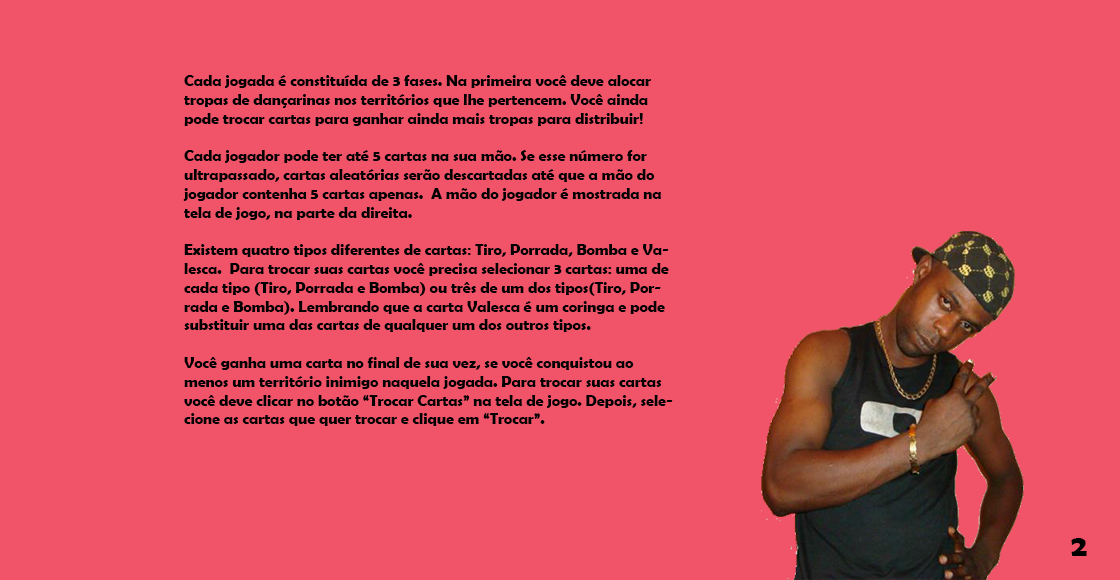 Cada jogada é constituída de 3 fases. Na primeira você deve alocar
tropas de dançarinas nos territórios que lhe pertencem. Você ainda
pode trocar cartas para ganhar ainda mais tropas para distribuir!
Cada jogador pode ter até 5 cartas na sua mão. Se esse número for
ultrapassado, cartas aleatórias serão descartadas até que a mão do
jogador contenha 5 cartas apenas.  A mão do jogador é mostrada na
tela de jogo, na parte da direita.
Existem quatro tipos diferentes de cartas: Tiro, Porrada, Bomba e Va-
lesca.  Para trocar suas cartas você precisa selecionar 3 cartas: uma de
cada tipo (Tiro, Porrada e Bomba) ou três de um dos tipos(Tiro, Por-
rada e Bomba). Lembrando que a carta Valesca é um coringa e pode
substituir uma das cartas de qualquer um dos outros tipos.
Você ganha uma carta no final de sua vez, se você conquistou ao
menos um território inimigo naquela jogada. Para trocar suas cartas
você deve clicar no botão “Trocar Cartas” na tela de jogo. Depois, sele-
cione as cartas que quer trocar e clique em “Trocar”.
2